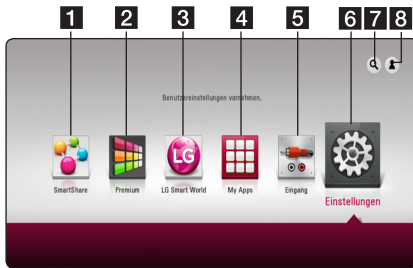 1 2 3 4 5 6 7 8
Benutzereinstellungen vornehmen.
LG
SmartShare Premium LG Smart World My Apps Eingang
Einstellungen